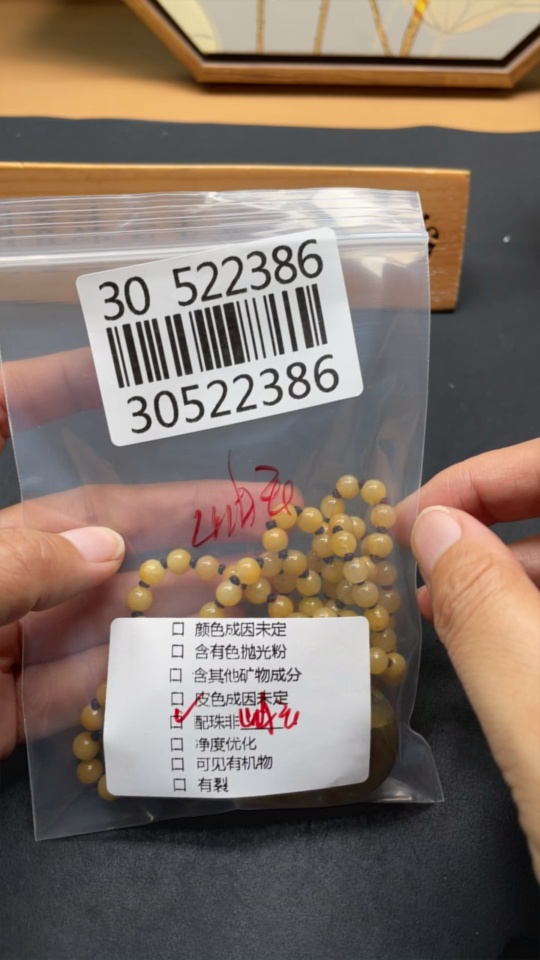 30 522386
30522386
□ 颜色成因未定
□ 含有色抛光粉
□ 含其他矿物成分
□ 皮色成因未定
✓ □ 配珠非
□ 净度优化
□ 可见有机物
□ 有裂